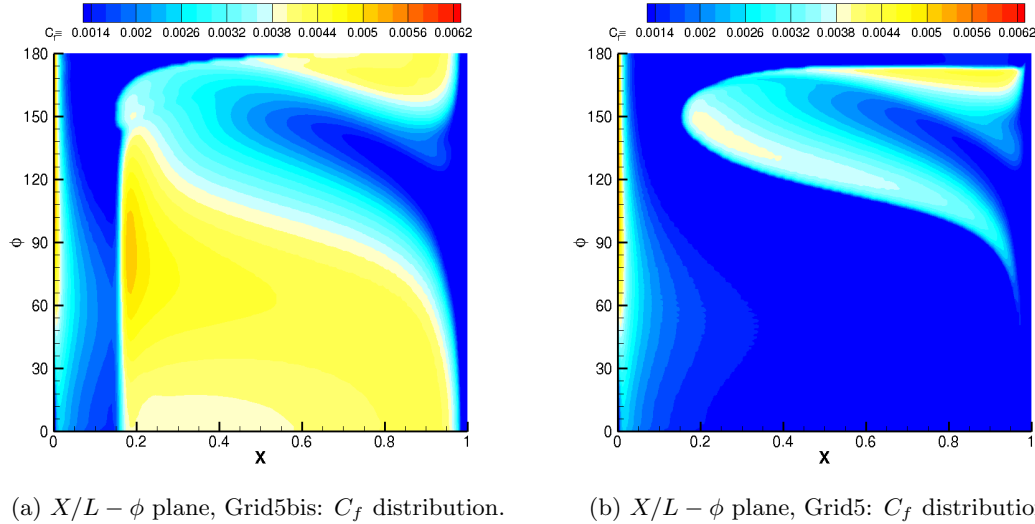 C_f= 0.0014 0.002 0.0026 0.0032 0.0038 0.0044 0.005 0.0056 0.0062
180
150
120
90
60
30
0
ϕ
0 0.2 0.4 0.6 0.8 1
X
(a) X/L − ϕ plane, Grid5bis: C_f distribution.
C_f= 0.0014 0.002 0.0026 0.0032 0.0038 0.0044 0.005 0.0056 0.0062
180
150
120
90
60
30
0
ϕ
0 0.2 0.4 0.6 0.8 1
X
(b) X/L − ϕ plane, Grid5: C_f distributio